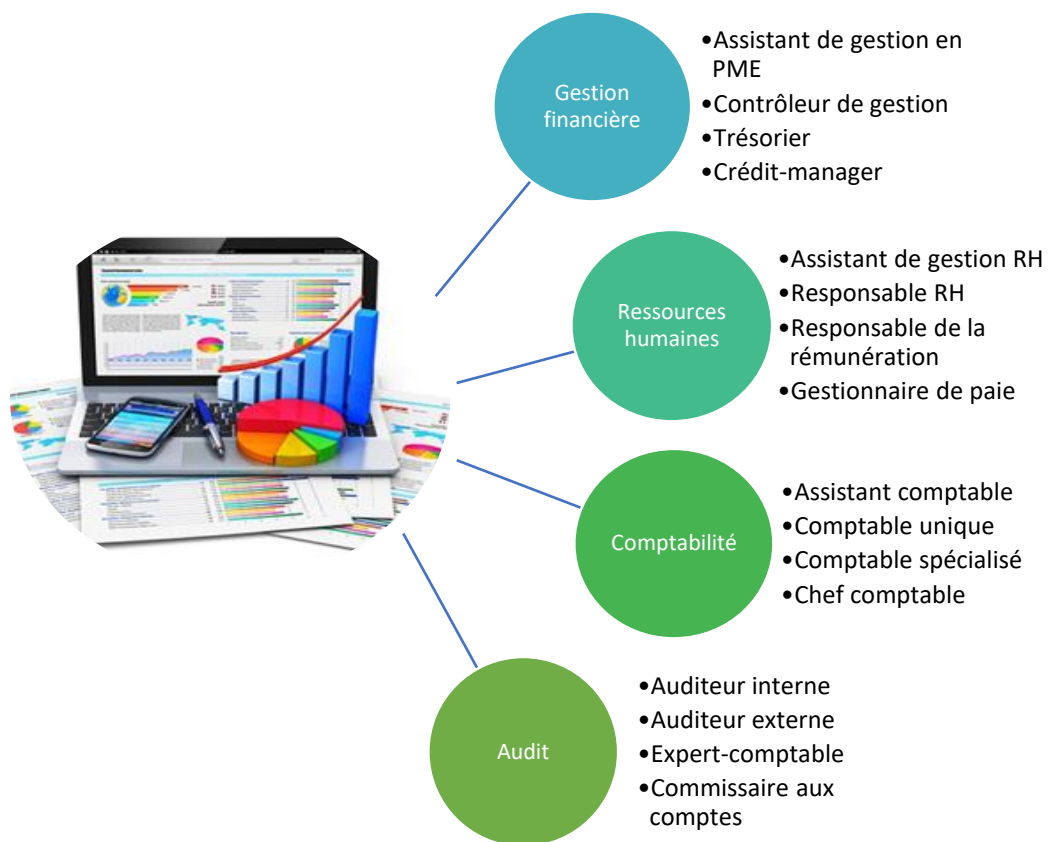 Gestion
financière
•Assistant de gestion en
PME
•Contrôleur de gestion
•Trésorier
•Crédit-manager
Ressources
humaines
•Assistant de gestion RH
•Responsable RH
•Responsable de la
rémunération
•Gestionnaire de paie
Comptabilité
•Assistant comptable
•Comptable unique
•Comptable spécialisé
•Chef comptable
Audit
•Auditeur interne
•Auditeur externe
•Expert-comptable
•Commissaire aux
comptes